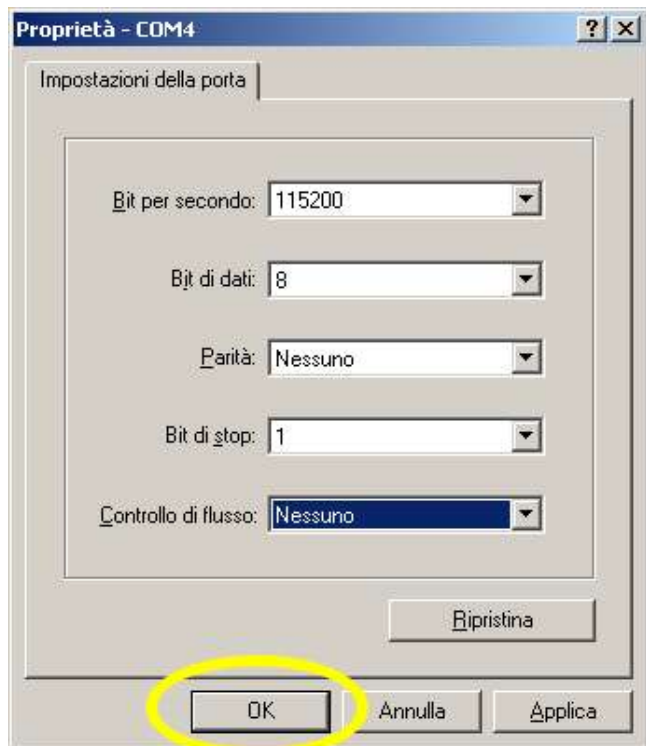 Proprietà - COM4
Impostazioni della porta
Bit per secondo: 115200
Bit di dati: 8
Parità: Nessuno
Bit di stop: 1
Controllo di flusso: Nessuno
Ripristina
OK Annulla Applica